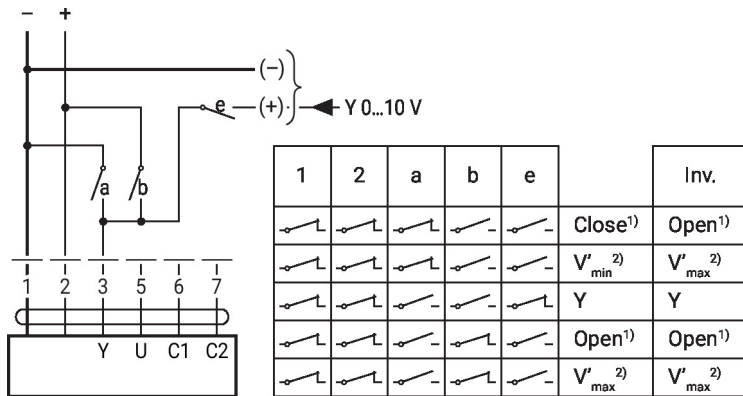 − +
(−)
e (+) Y 0...10 V
a b
1 2 3 5 6 7
Y U C1 C2
1 2 a b e Inv.
Close¹⁾ Open¹⁾
V'min²⁾ V'max²⁾
Y Y
Open¹⁾ Open¹⁾
V'max²⁾ V'max²⁾